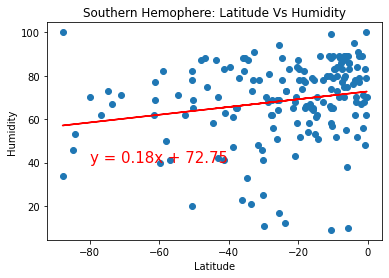 Southern Hemophere: Latitude Vs Humidity
100
80
60
40
20
Humidity
y = 0.18x + 72.75
−80
−60
−40
−20
0
Latitude